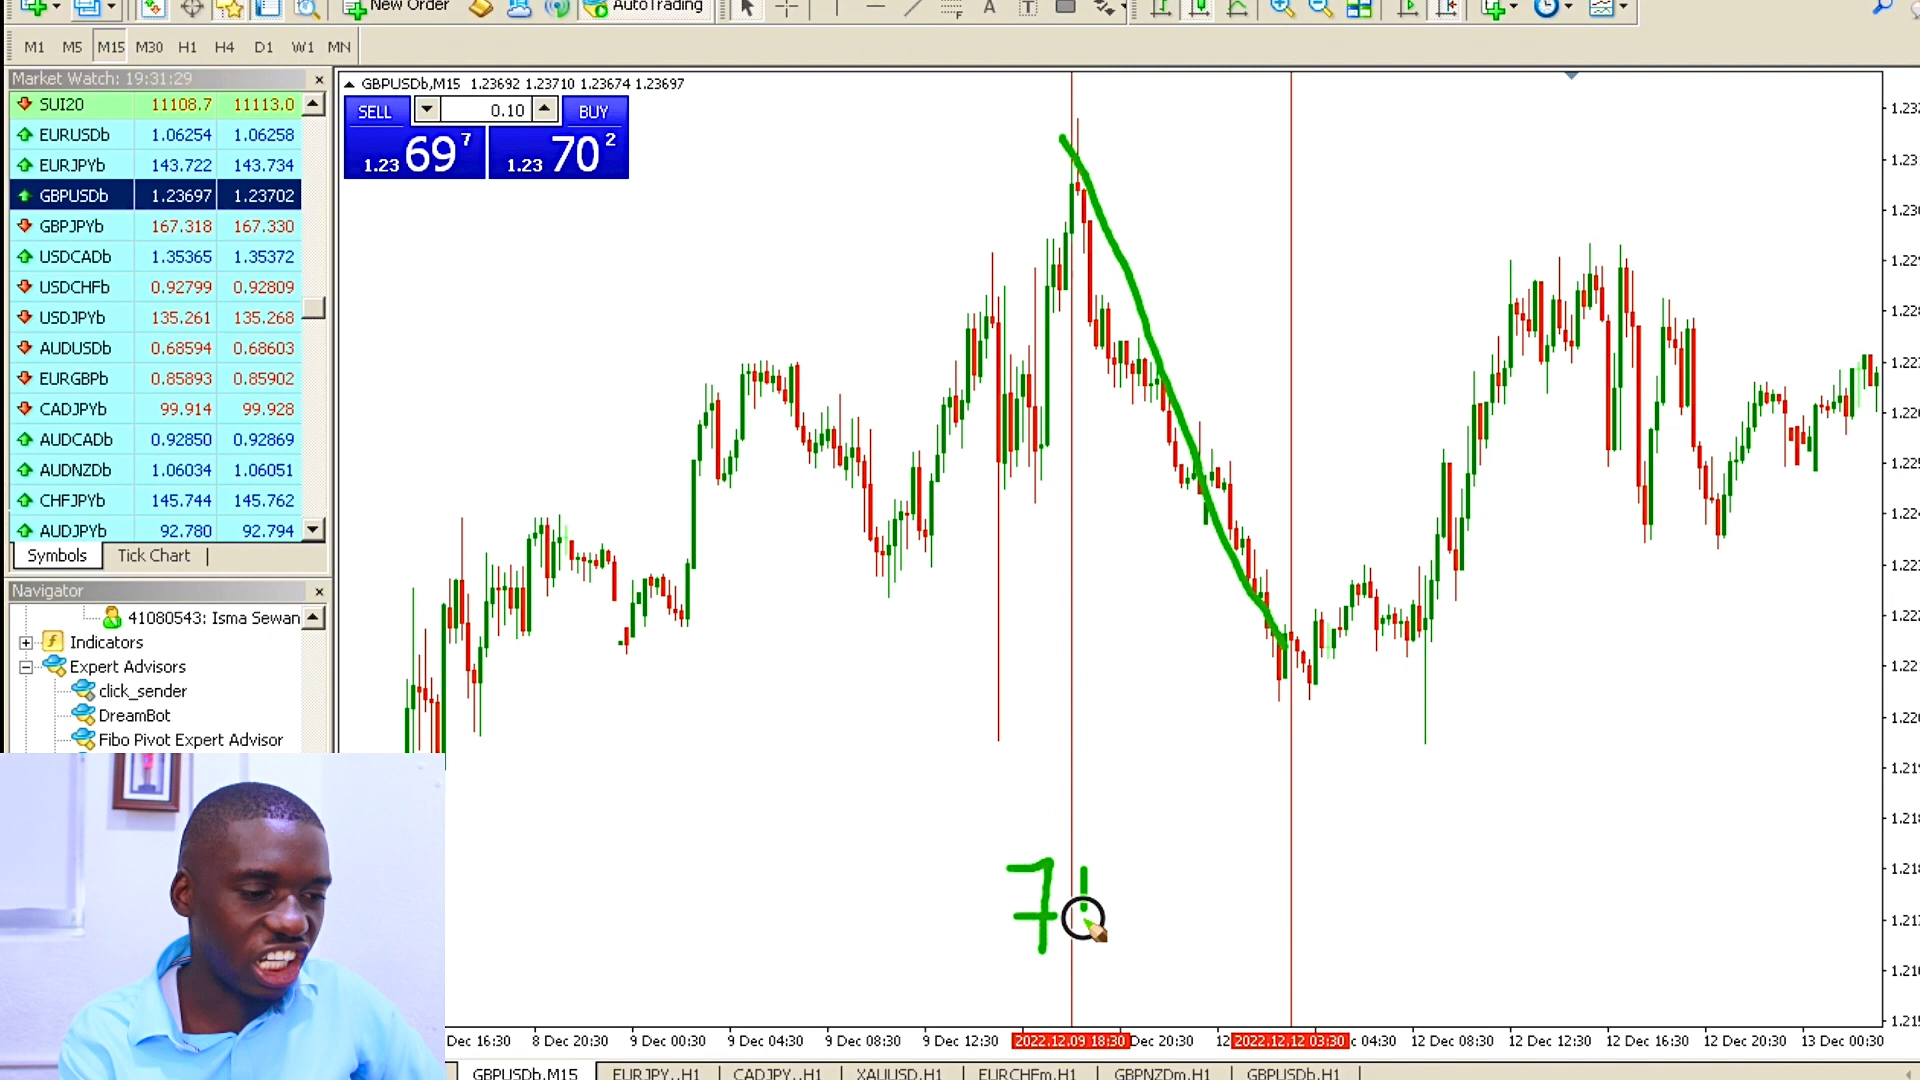 New Order
AutoTrading
A
T
M1 M5 M15 M30 H1 H4 D1 W1 MN
Market Watch: 19:31:29
SUI20 11108.7 11113.0
EURUSDb 1.06254 1.06258
EURJPYb 143.722 143.734
GBPUSDb 1.23697 1.23702
GBPJPYb 167.318 167.330
USDCADb 1.35365 1.35372
USDCHFb 0.92799 0.92809
USDJPYb 135.261 135.268
AUDUSDb 0.68594 0.68603
EURGBPb 0.85893 0.85902
CADJPYb 99.914 99.928
AUDCADb 0.92850 0.92869
AUDNZDb 1.06034 1.06051
CHFJPYb 145.744 145.762
AUDJPYb 92.780 92.794
Symbols Tick Chart
Navigator
41080543: Isma Sewan
Indicators
Expert Advisors
click_sender
DreamBot
Fibo Pivot Expert Advisor
GBPUSDb,M15 1.23692 1.23710 1.23674 1.23697
SELL 0.10 BUY
1.23 69 7 1.23 70 2
7
Dec 16:30 8 Dec 20:30 9 Dec 00:30 9 Dec 04:30 9 Dec 08:30 9 Dec 12:30 2022.12.09 18:30 Dec 20:30 12 2022.12.12 03:30 c 04:30 12 Dec 08:30 12 Dec 12:30 12 Dec 16:30 12 Dec 20:30 13 Dec 00:30
GBPUSDb,M15 EURJPY..,H1 CADJPY..,H1 XAUUSD,H1 EURCHFm,H1 GBPNZDm,H1 GBPUSDb,H1